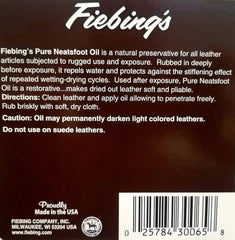 Fiebing's
Fiebing's Pure Neatsfoot Oil is a natural preservative for all leather
articles subjected to rugged use and exposure. Rubbed in deeply
before exposure, it repels water and protects against the stiffening effect
of repeated wetting-drying cycles. Used after exposure, Pure Neatsfoot
Oil is a restorative...makes dried out leather soft and pliable.
Directions: Clean leather and apply oil allowing to penetrate freely.
Rub briskly with soft, dry cloth.
Caution: Oil may permanently darken light colored leathers.
Do not use on suede leathers.
Proudly
Made in the USA
FIEBING COMPANY, INC.
MILWAUKEE, WI 53204 USA
www.fiebing.com
0 25784 30065 8